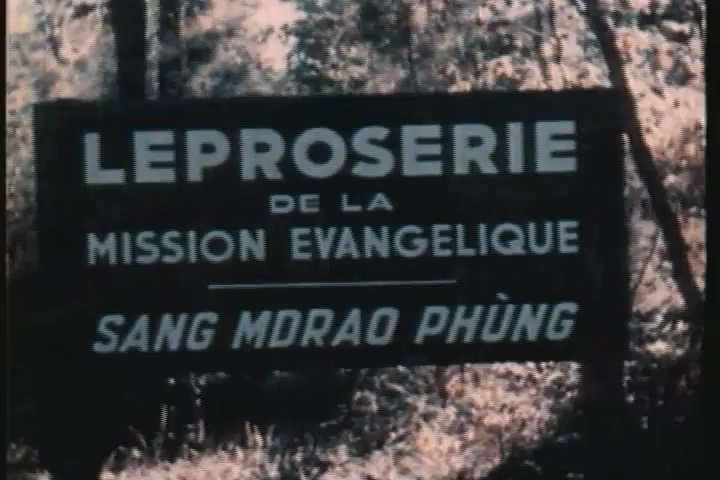 LEPROSERIE
DE LA
MISSION EVANGELIQUE
SANG MDRAO PHÙNG